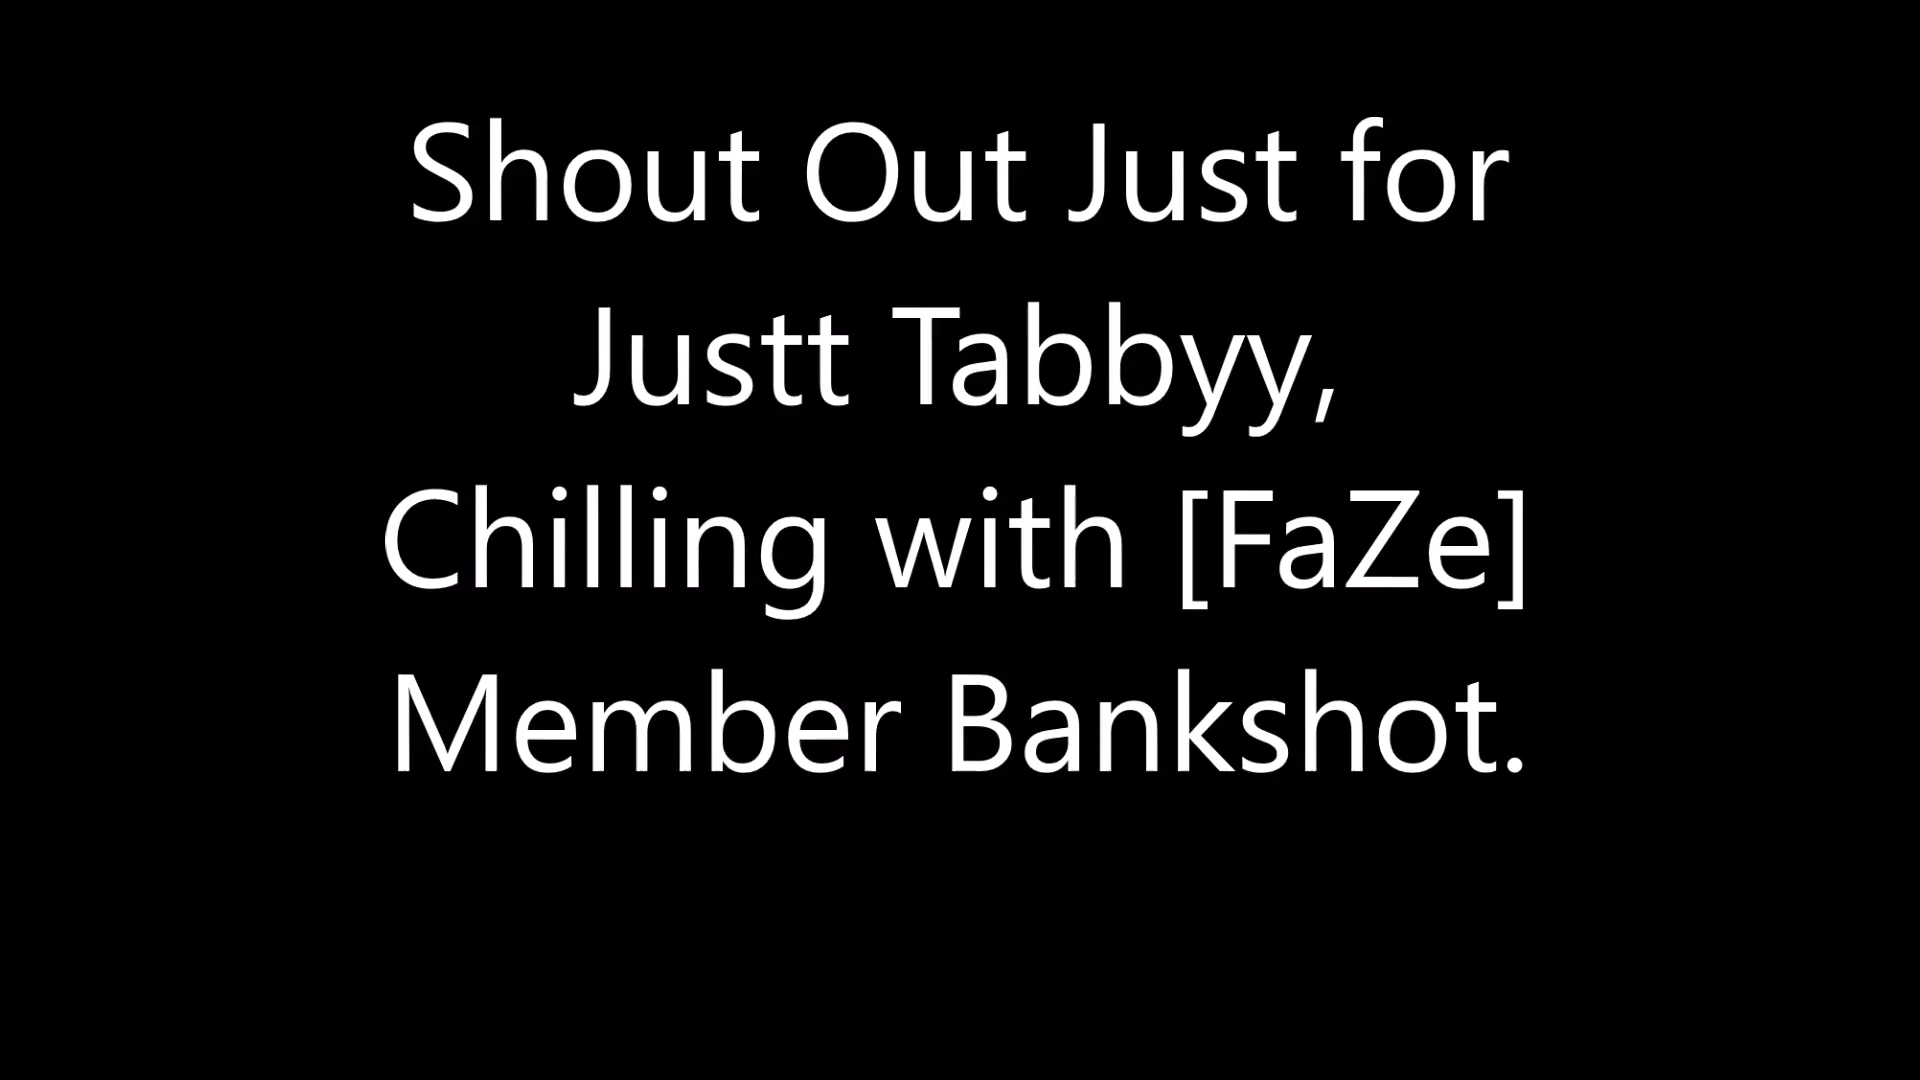 Shout Out Just for
Justt Tabbyy,
Chilling with [FaZe]
Member Bankshot.